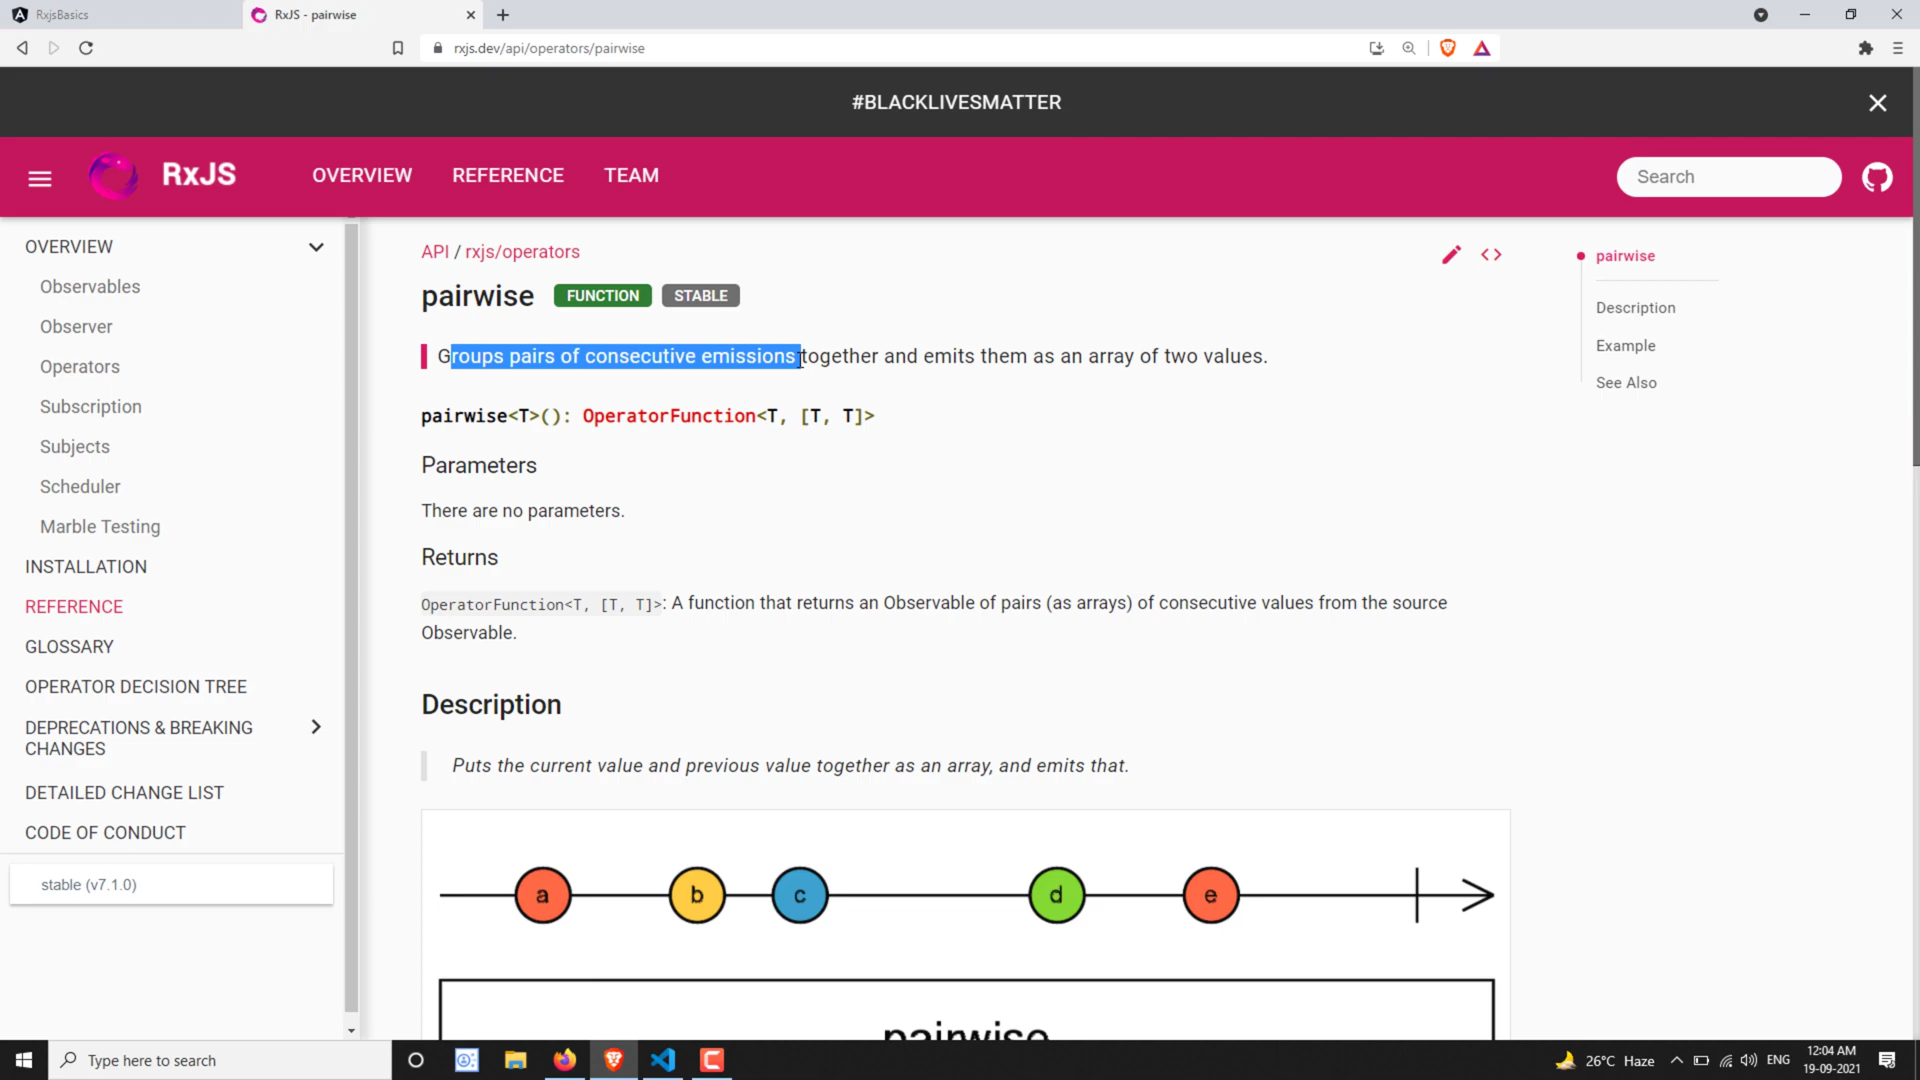 RxjsBasics
RxJS - pairwise
rxjs.dev/api/operators/pairwise
#BLACKLIVESMATTER
RxJS
OVERVIEW
REFERENCE
TEAM
Search
OVERVIEW
Observables
Observer
Operators
Subscription
Subjects
Scheduler
Marble Testing
INSTALLATION
REFERENCE
GLOSSARY
OPERATOR DECISION TREE
DEPRECATIONS & BREAKING
CHANGES
DETAILED CHANGE LIST
CODE OF CONDUCT
stable (v7.1.0)
API / rxjs/operators
pairwise FUNCTION STABLE
Groups pairs of consecutive emissions together and emits them as an array of two values.
pairwise<T>(): OperatorFunction<T, [T, T]>
Parameters
There are no parameters.
Returns
OperatorFunction<T, [T, T]>: A function that returns an Observable of pairs (as arrays) of consecutive values from the source
Observable.
Description
Puts the current value and previous value together as an array, and emits that.
a b c d e
pairwise
pairwise
Description
Example
See Also
Type here to search
26°C Haze
ENG
12:04 AM
19-09-2021